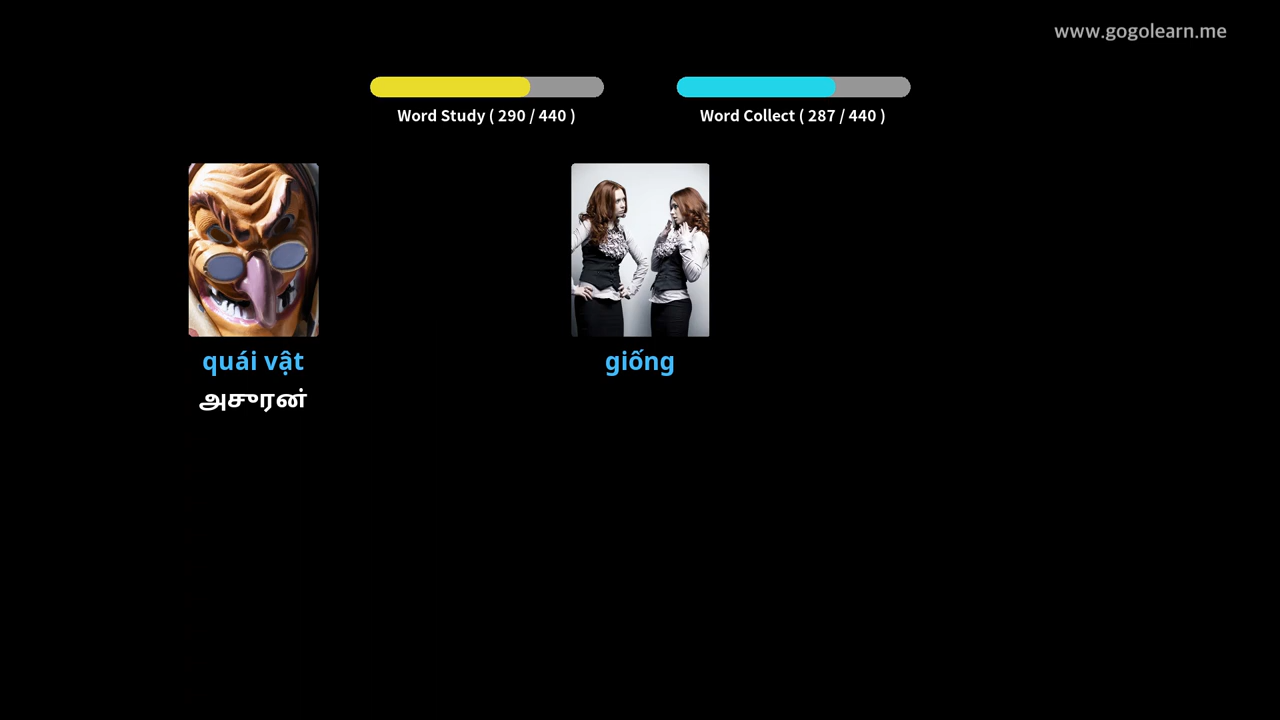 www.gogolearn.me
Word Study ( 290 / 440 )
Word Collect ( 287 / 440 )
quái vật
giống
அசுரன்